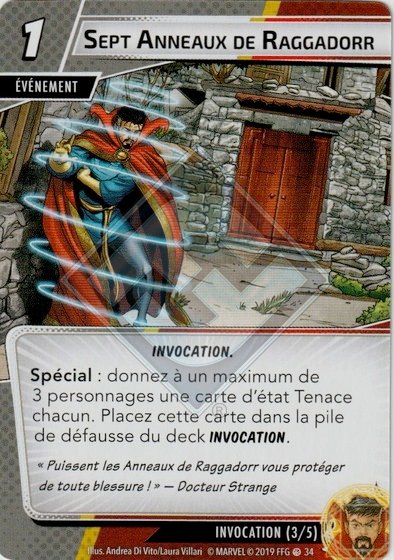 1
SEPT ANNEAUX DE RAGGADORR
ÉVÉNEMENT
INVOCATION.
Spécial : donnez à un maximum de
3 personnages une carte d'état Tenace
chacun. Placez cette carte dans la pile
de défausse du deck INVOCATION.
« Puissent les Anneaux de Raggadorr vous protéger
de toute blessure ! » — Docteur Strange
INVOCATION (3/5)
Illus. Andrea Di Vito/Laura Villari © MARVEL © 2019 FFG 34